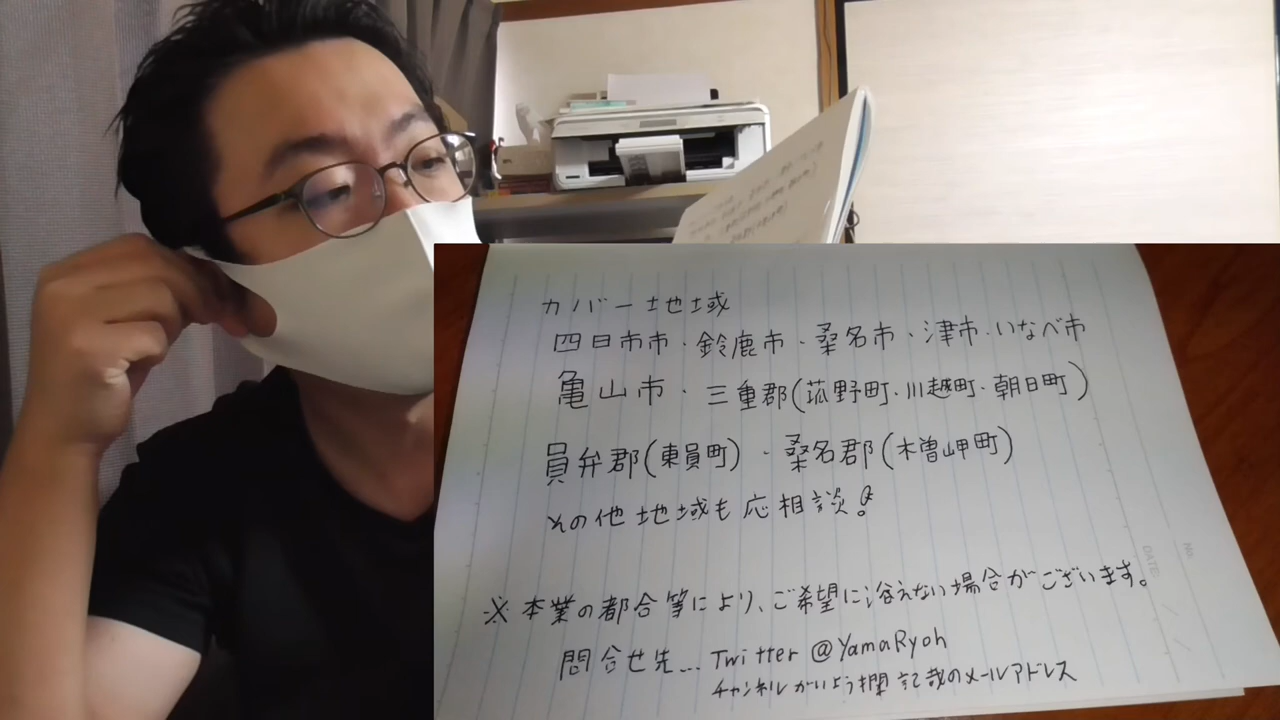 カバー地域
四日市市・鈴鹿市・桑名市・津市・いなべ市
亀山市・三重郡(菰野町・川越町・朝日町)
員弁郡(東員町)・桑名郡(木曽岬町)
その他地域も応相談!
※本業の都合等により、ご希望に沿えない場合がございます。
問合せ先… Twitter @YamaRyoh
チャンネルがいよう欄記載のメールアドレス
No.
DATE